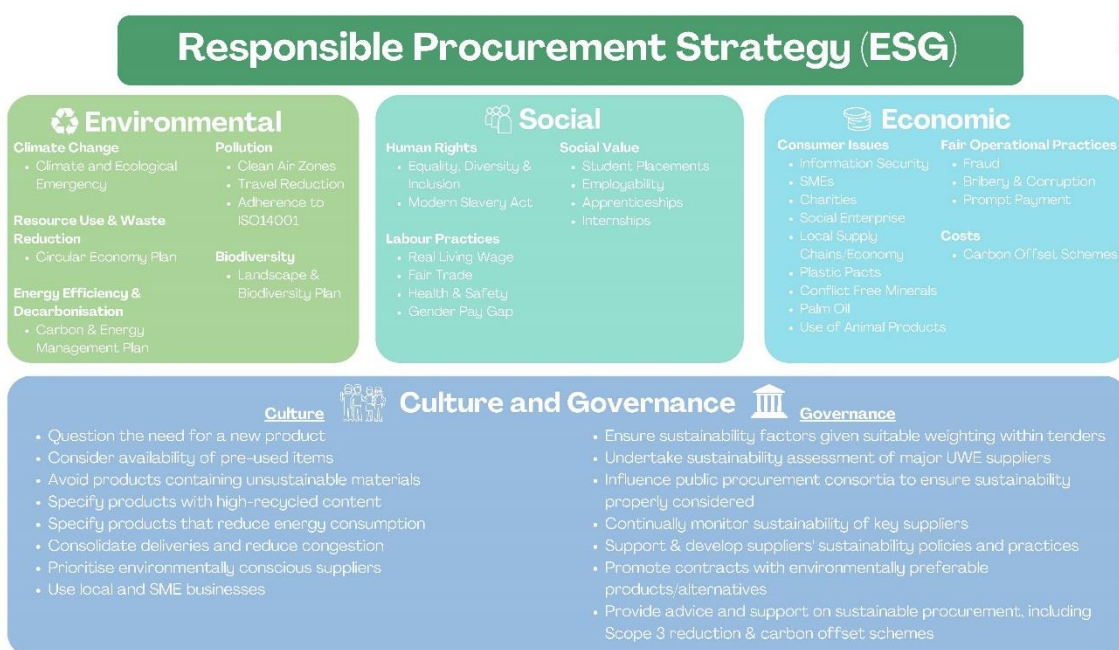 Responsible Procurement Strategy (ESG)
Environmental
Climate Change
• Climate and Ecological
Emergency
Resource Use & Waste
Reduction
• Circular Economy Plan
Energy Efficiency &
Decarbonisation
• Carbon & Energy
Management Plan
Pollution
• Clean Air Zones
• Travel Reduction
• Adherence to
ISO14001
Biodiversity
• Landscape &
Biodiversity Plan
Social
Human Rights
• Equality, Diversity &
Inclusion
• Modern Slavery Act
Labour Practices
• Real Living Wage
• Fair Trade
• Health & Safety
• Gender Pay Gap
Social Value
• Student Placements
• Employability
• Apprenticeships
• Internships
Economic
Consumer Issues
• Information Security
• SMEs
• Charities
• Social Enterprise
• Local Supply
Chains/Economy
• Plastic Pacts
• Conflict Free Minerals
• Palm Oil
• Use of Animal Products
Fair Operational Practices
• Fraud
• Bribery & Corruption
• Prompt Payment
Costs
• Carbon Offset Schemes
Culture and Governance
Culture
• Question the need for a new product
• Consider availability of pre-used items
• Avoid products containing unsustainable materials
• Specify products with high-recycled content
• Specify products that reduce energy consumption
• Consolidate deliveries and reduce congestion
• Prioritise environmentally conscious suppliers
• Use local and SME businesses
Governance
• Ensure sustainability factors given suitable weighting within tenders
• Undertake sustainability assessment of major UWE suppliers
• Influence public procurement consortia to ensure sustainability
properly considered
• Continually monitor sustainability of key suppliers
• Support & develop suppliers' sustainability policies and practices
• Promote contracts with environmentally preferable
products/alternatives
• Provide advice and support on sustainable procurement, including
Scope 3 reduction & carbon offset schemes